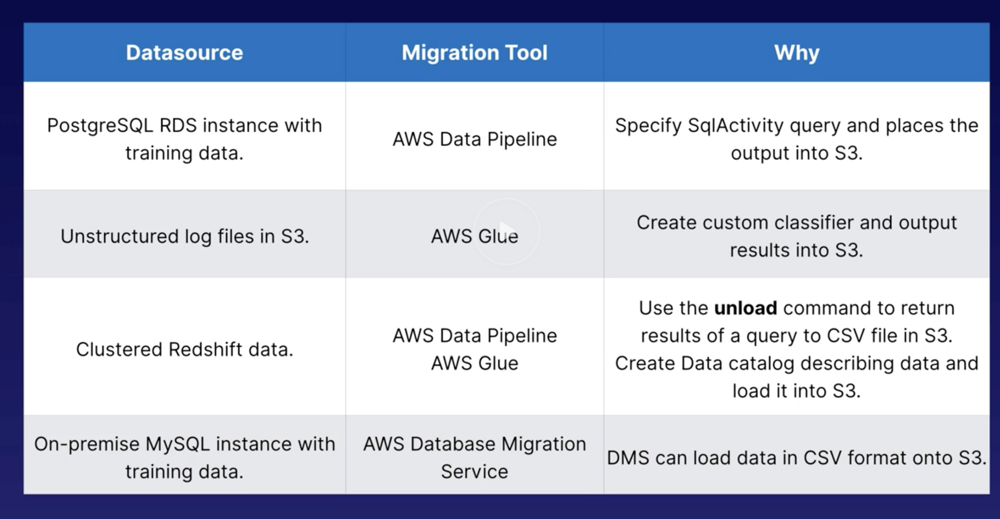 Datasource
Migration Tool
Why
PostgreSQL RDS instance with
training data.
AWS Data Pipeline
Specify SqlActivity query and places the
output into S3.
Unstructured log files in S3.
AWS Glue
Create custom classifier and output
results into S3.
Clustered Redshift data.
AWS Data Pipeline
AWS Glue
Use the unload command to return
results of a query to CSV file in S3.
Create Data catalog describing data and
load it into S3.
On-premise MySQL instance with
training data.
AWS Database Migration
Service
DMS can load data in CSV format onto S3.